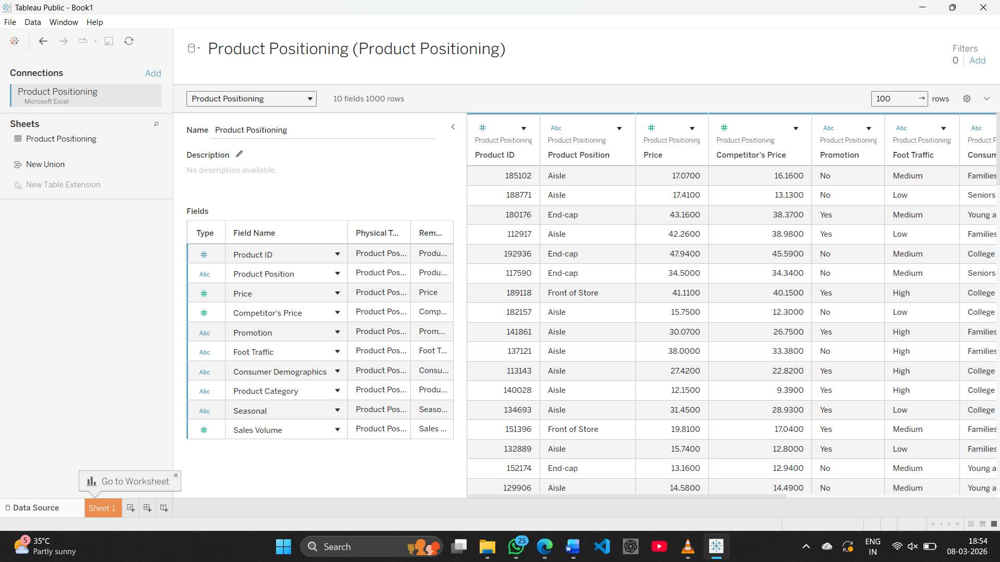 Tableau Public - Book1
File Data Window Help
Connections Add
Product Positioning
Microsoft Excel
Sheets
Product Positioning
New Union
New Table Extension
Product Positioning (Product Positioning)
Filters
0 Add
Product Positioning 10 fields 1000 rows 100 rows
Name Product Positioning
Description
No description available.
Fields
Type Field Name Physical T... Rem...
# Product ID Product Pos... Produ...
Abc Product Position Product Pos... Produ...
# Price Product Pos... Price
# Competitor's Price Product Pos... Comp...
Abc Promotion Product Pos... Prom...
Abc Foot Traffic Product Pos... Foot T...
Abc Consumer Demographics Product Pos... Consu...
Abc Product Category Product Pos... Produ...
Abc Seasonal Product Pos... Seaso...
# Sales Volume Product Pos... Sales ...
# Abc # # Abc Abc Abc
Product Positioning Product Positioning Product Positioning Product Positioning Product Positioning Product Positioning Product P
Product ID Product Position Price Competitor's Price Promotion Foot Traffic Consum
185102 Aisle 17.0700 16.1600 No Medium Families
188771 Aisle 17.4100 13.1300 No Low Seniors
180176 End-cap 43.1600 38.3700 Yes Medium Young a
112917 Aisle 42.2600 38.9800 Yes Low Families
192936 End-cap 47.9400 45.5900 No Medium College
117590 End-cap 34.5000 34.3400 No Medium Seniors
189118 Front of Store 41.1100 40.1500 Yes High College
182157 Aisle 15.7500 12.3000 No Low College
141861 Aisle 30.0700 26.7500 Yes High Families
137121 Aisle 38.0000 33.3800 No High Families
113143 Aisle 27.4200 22.8200 Yes High College
140028 Aisle 12.1500 9.3900 Yes High College
134693 Aisle 31.4500 28.9300 Yes Low College
151396 Front of Store 19.8100 17.0400 Yes Medium Families
132889 Aisle 15.7400 12.8000 Yes Low Families
152174 End-cap 13.1600 12.9400 No Medium Young a
129906 Aisle 14.5800 14.4900 No Medium Young a
Go to Worksheet
Data Source Sheet 1
5 35°C
Partly sunny
Search
25
ENG
IN
18:54
08-03-2026